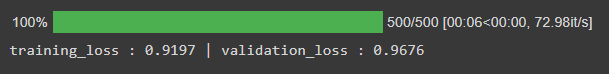 100% 500/500 [00:06<00:00, 72.98it/s]
training_loss : 0.9197 | validation_loss : 0.9676